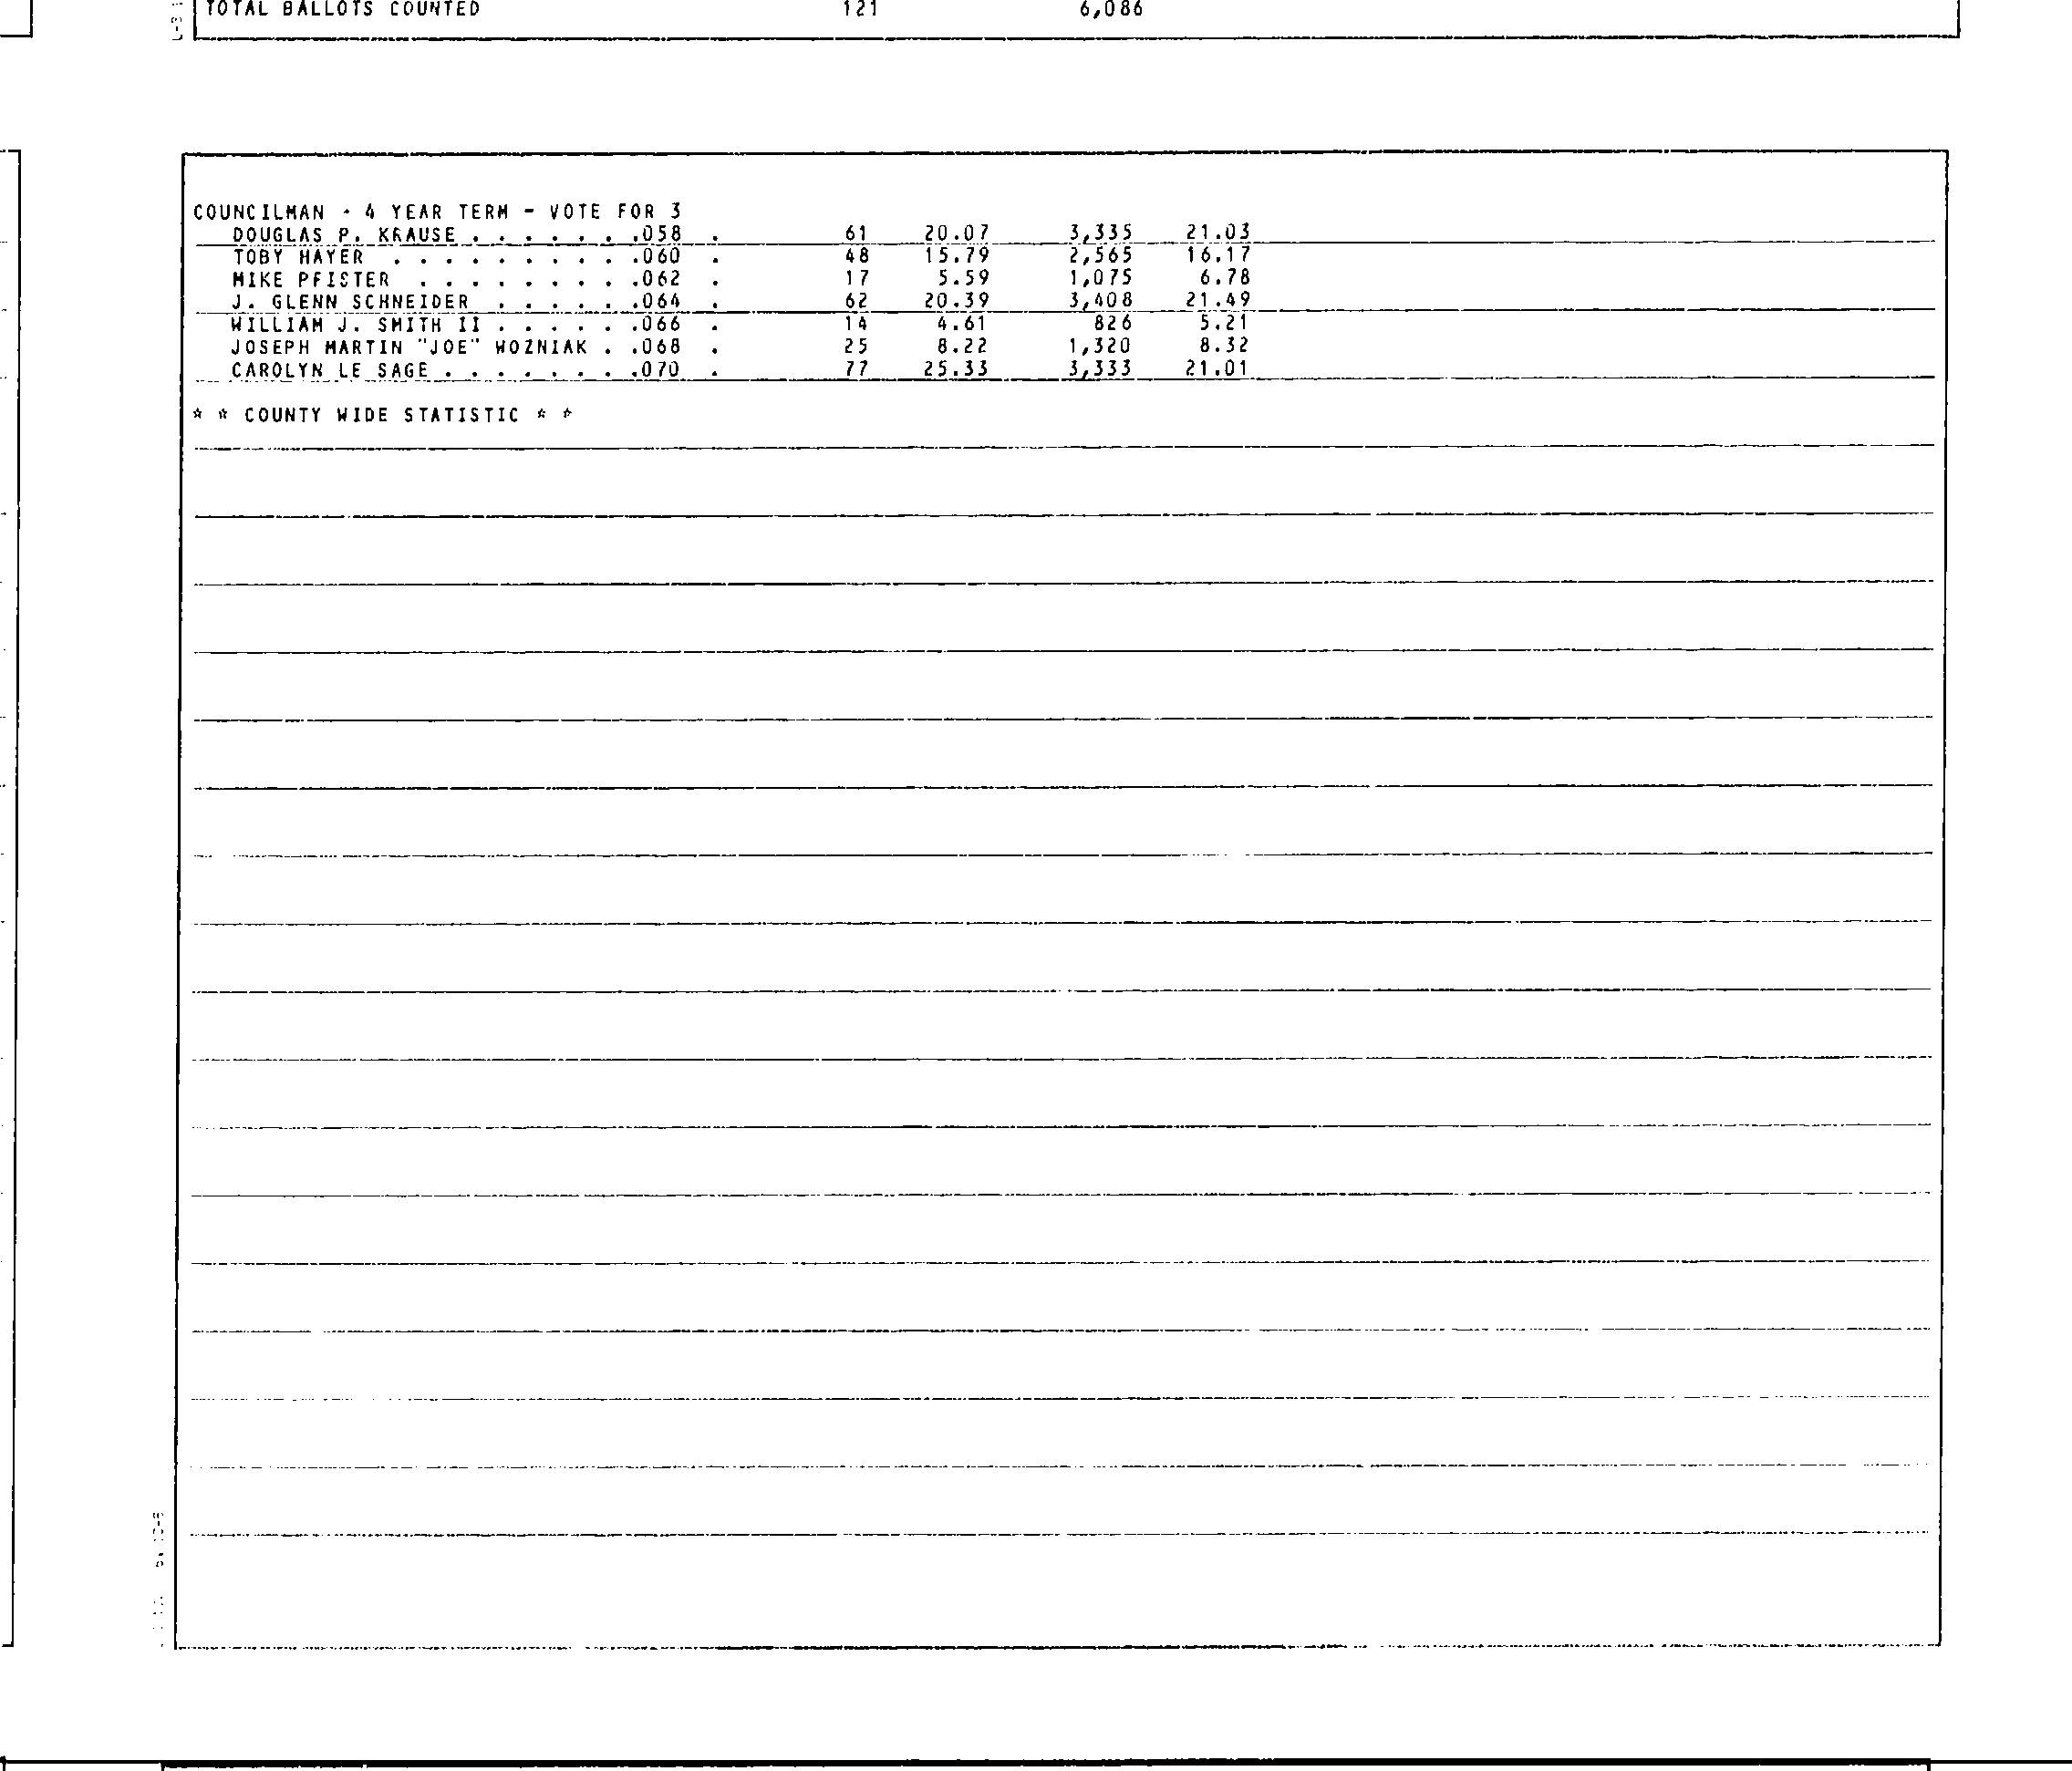 TOTAL BALLOTS COUNTED 121 6,086
COUNCILMAN - 4 YEAR TERM - VOTE FOR 3
DOUGLAS P. KRAUSE . . . . . . .058 . 61 20.07 3,335 21.03
TOBY HAYER . . . . . . . . . .060 . 48 15.79 2,565 16.17
MIKE PFISTER . . . . . . . . .062 . 17 5.59 1,075 6.78
J. GLENN SCHNEIDER . . . . . .064 . 62 20.39 3,408 21.49
WILLIAM J. SMITH II . . . . . .066 . 14 4.61 826 5.21
JOSEPH MARTIN "JOE" WOZNIAK . .068 . 25 8.22 1,320 8.32
CAROLYN LE SAGE . . . . . . . .070 . 77 25.33 3,333 21.01
* * COUNTY WIDE STATISTIC * *